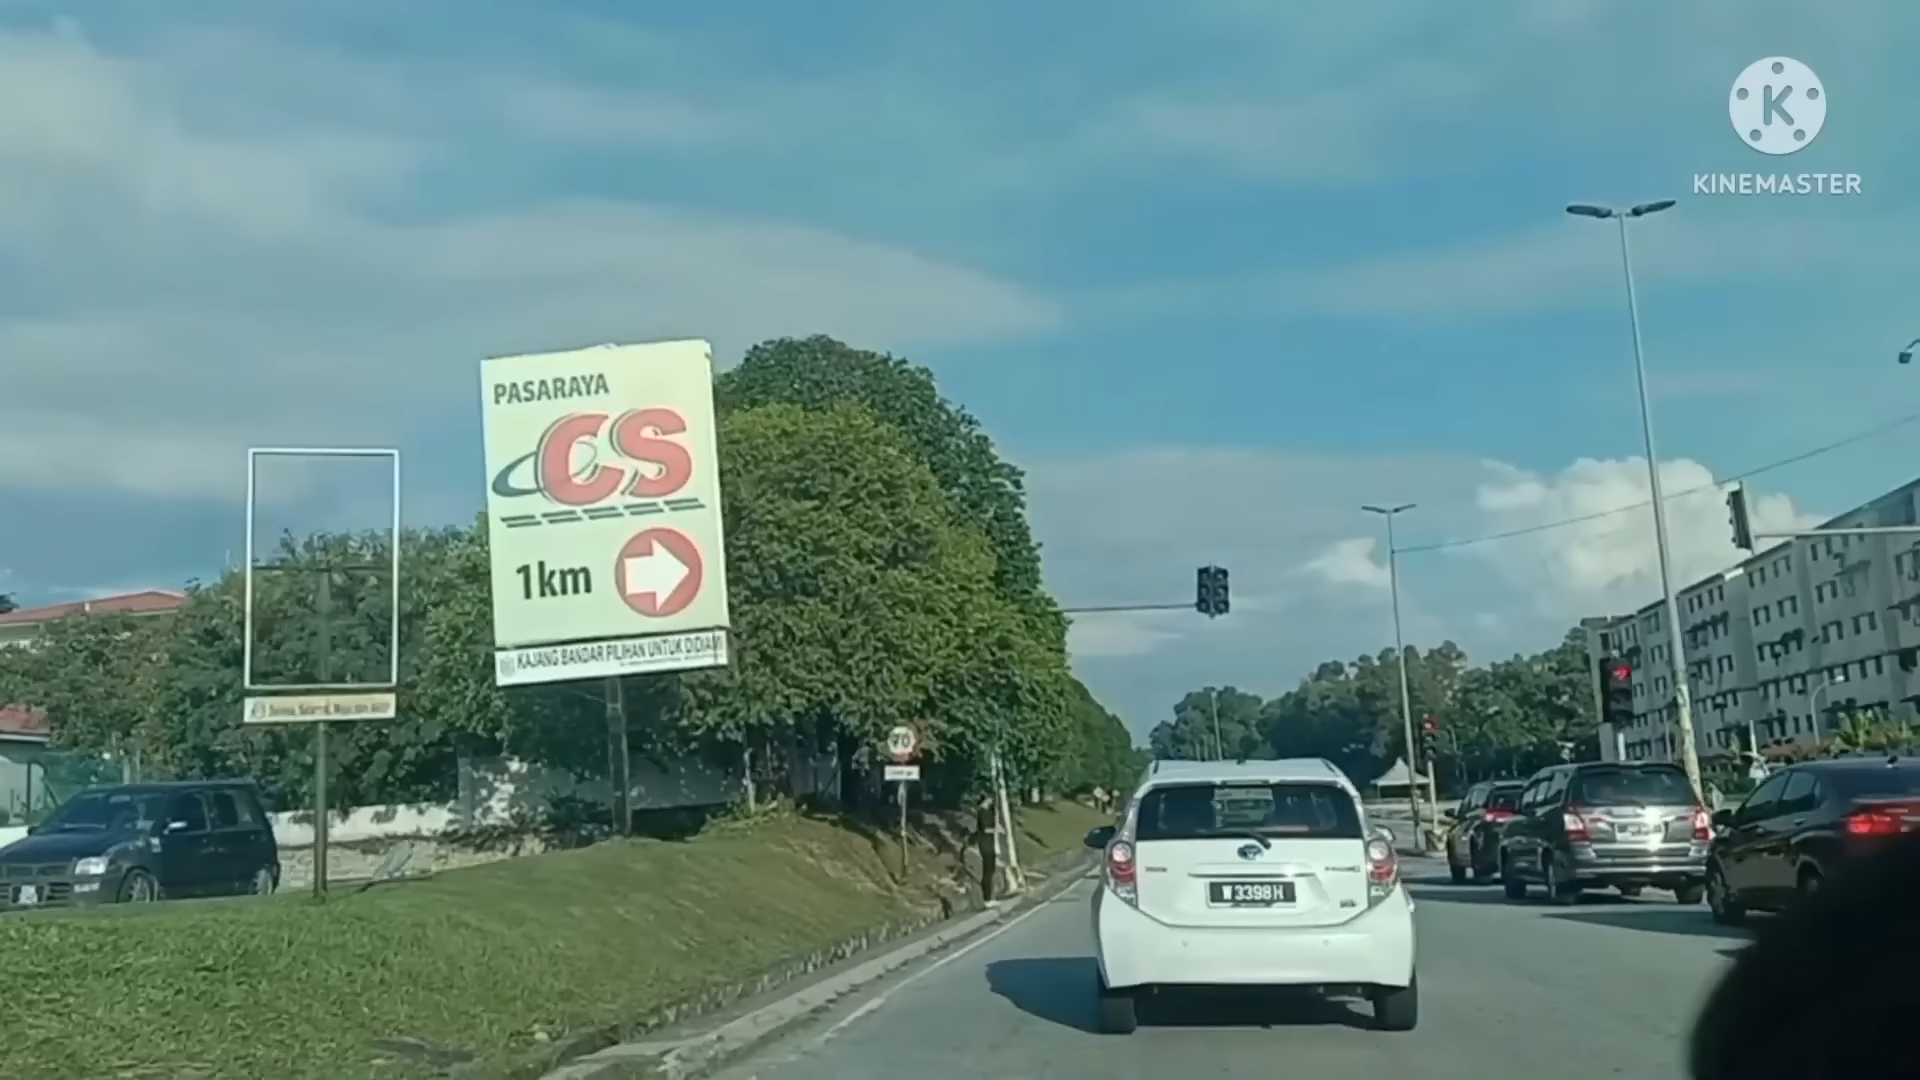 KINEMASTER
PASARAYA
CS
1km
KAJANG BANDAR PILIHAN UNTUK DIDIAMI
70
W 3398 H